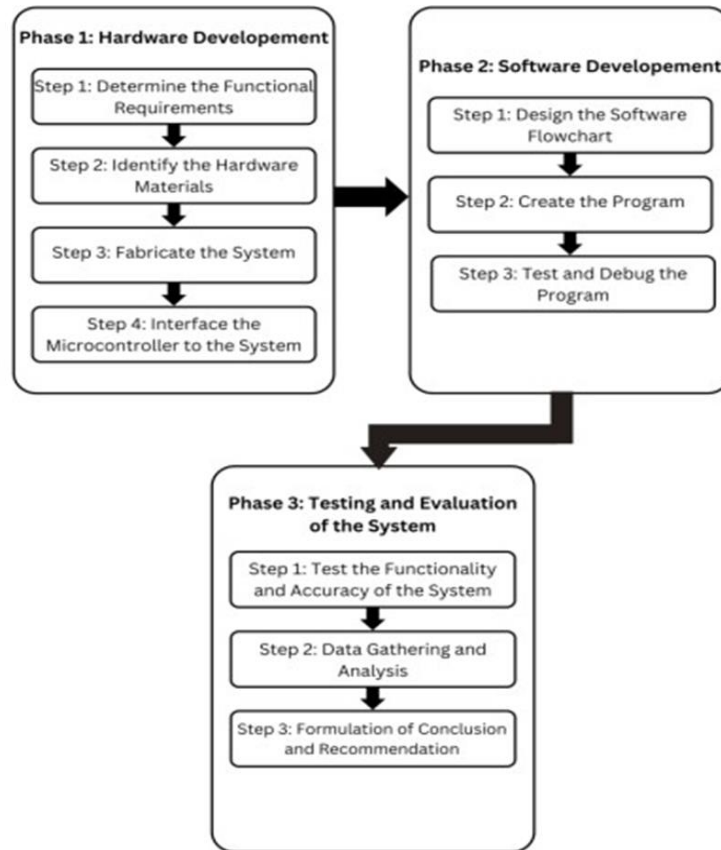 Phase 1: Hardware Developement
Step 1: Determine the Functional
Requirements
Step 2: Identify the Hardware
Materials
Step 3: Fabricate the System
Step 4: Interface the
Microcontroller to the System
Phase 2: Software Developement
Step 1: Design the Software
Flowchart
Step 2: Create the Program
Step 3: Test and Debug the
Program
Phase 3: Testing and Evaluation
of the System
Step 1: Test the Functionality
and Accuracy of the System
Step 2: Data Gathering and
Analysis
Step 3: Formulation of Conclusion
and Recommendation